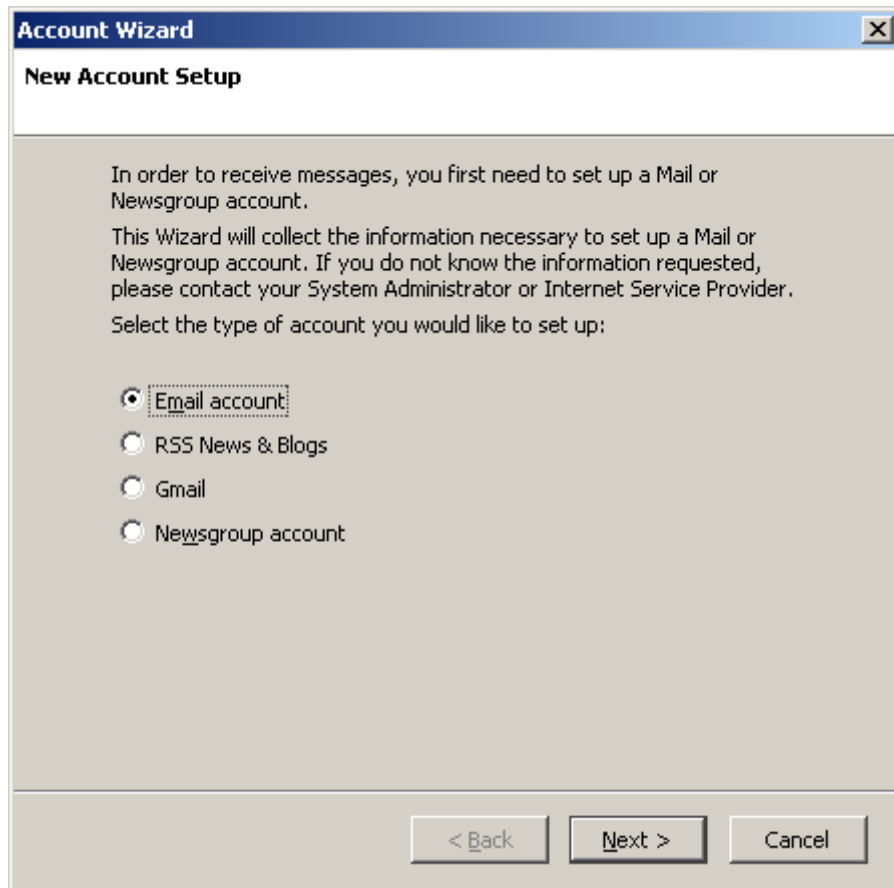 Account Wizard
New Account Setup
In order to receive messages, you first need to set up a Mail or
Newsgroup account.
This Wizard will collect the information necessary to set up a Mail or
Newsgroup account. If you do not know the information requested,
please contact your System Administrator or Internet Service Provider.
Select the type of account you would like to set up:
Email account
RSS News & Blogs
Gmail
Newsgroup account
< Back Next > Cancel